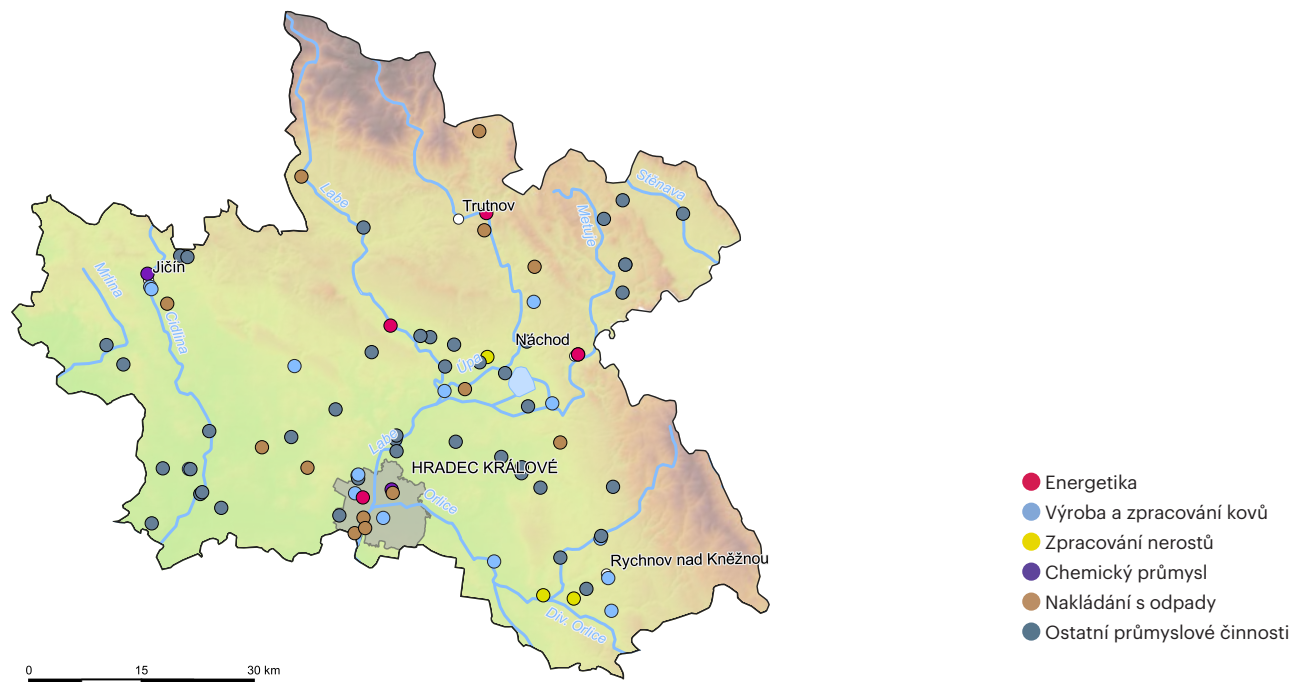 Stěnava
Labe
Trutnov
Metuje
Jičín
Mrlina
Cidlina
Náchod
Úpa
Labe
HRADEC KRÁLOVÉ
Orlice
Rychnov nad Kněžnou
Div. Orlice
0 15 30 km
Energetika
Výroba a zpracování kovů
Zpracování nerostů
Chemický průmysl
Nakládání s odpady
Ostatní průmyslové činnosti